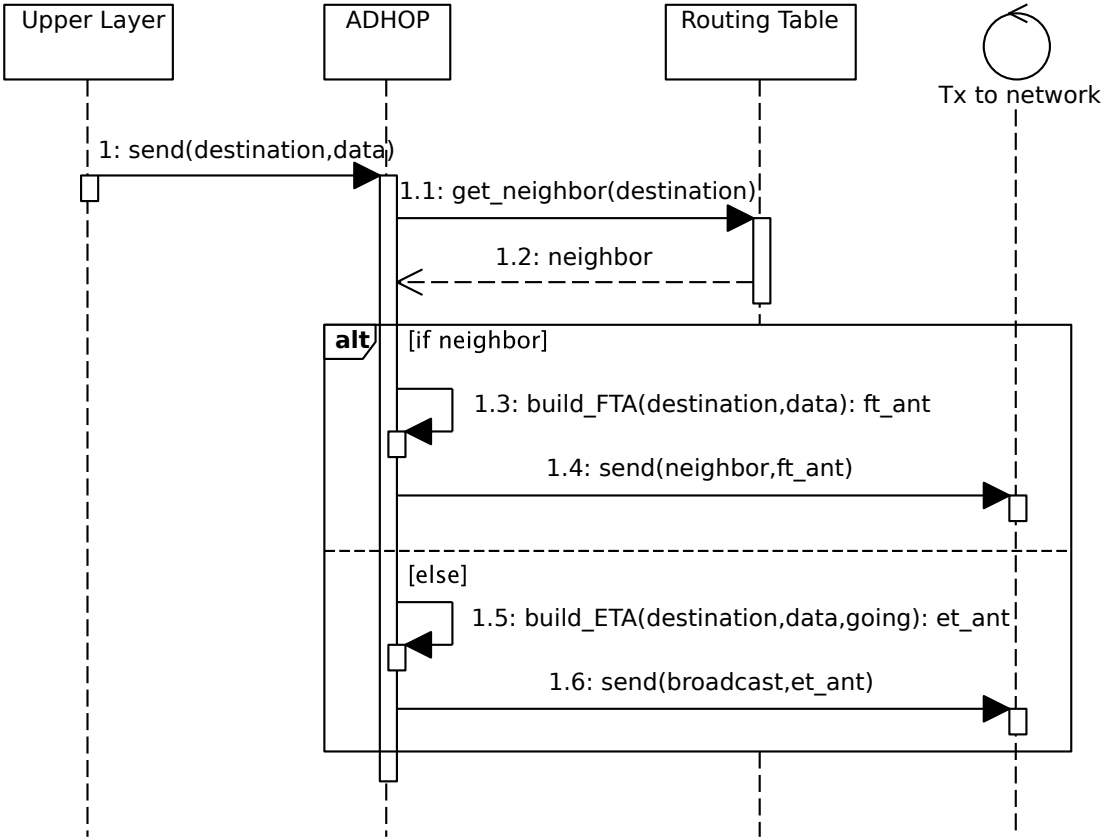 Upper Layer
ADHOP
Routing Table
Tx to network
1: send(destination,data)
1.1: get_neighbor(destination)
1.2: neighbor
alt
[if neighbor]
1.3: build_FTA(destination,data): ft_ant
1.4: send(neighbor,ft_ant)
[else]
1.5: build_ETA(destination,data,going): et_ant
1.6: send(broadcast,et_ant)